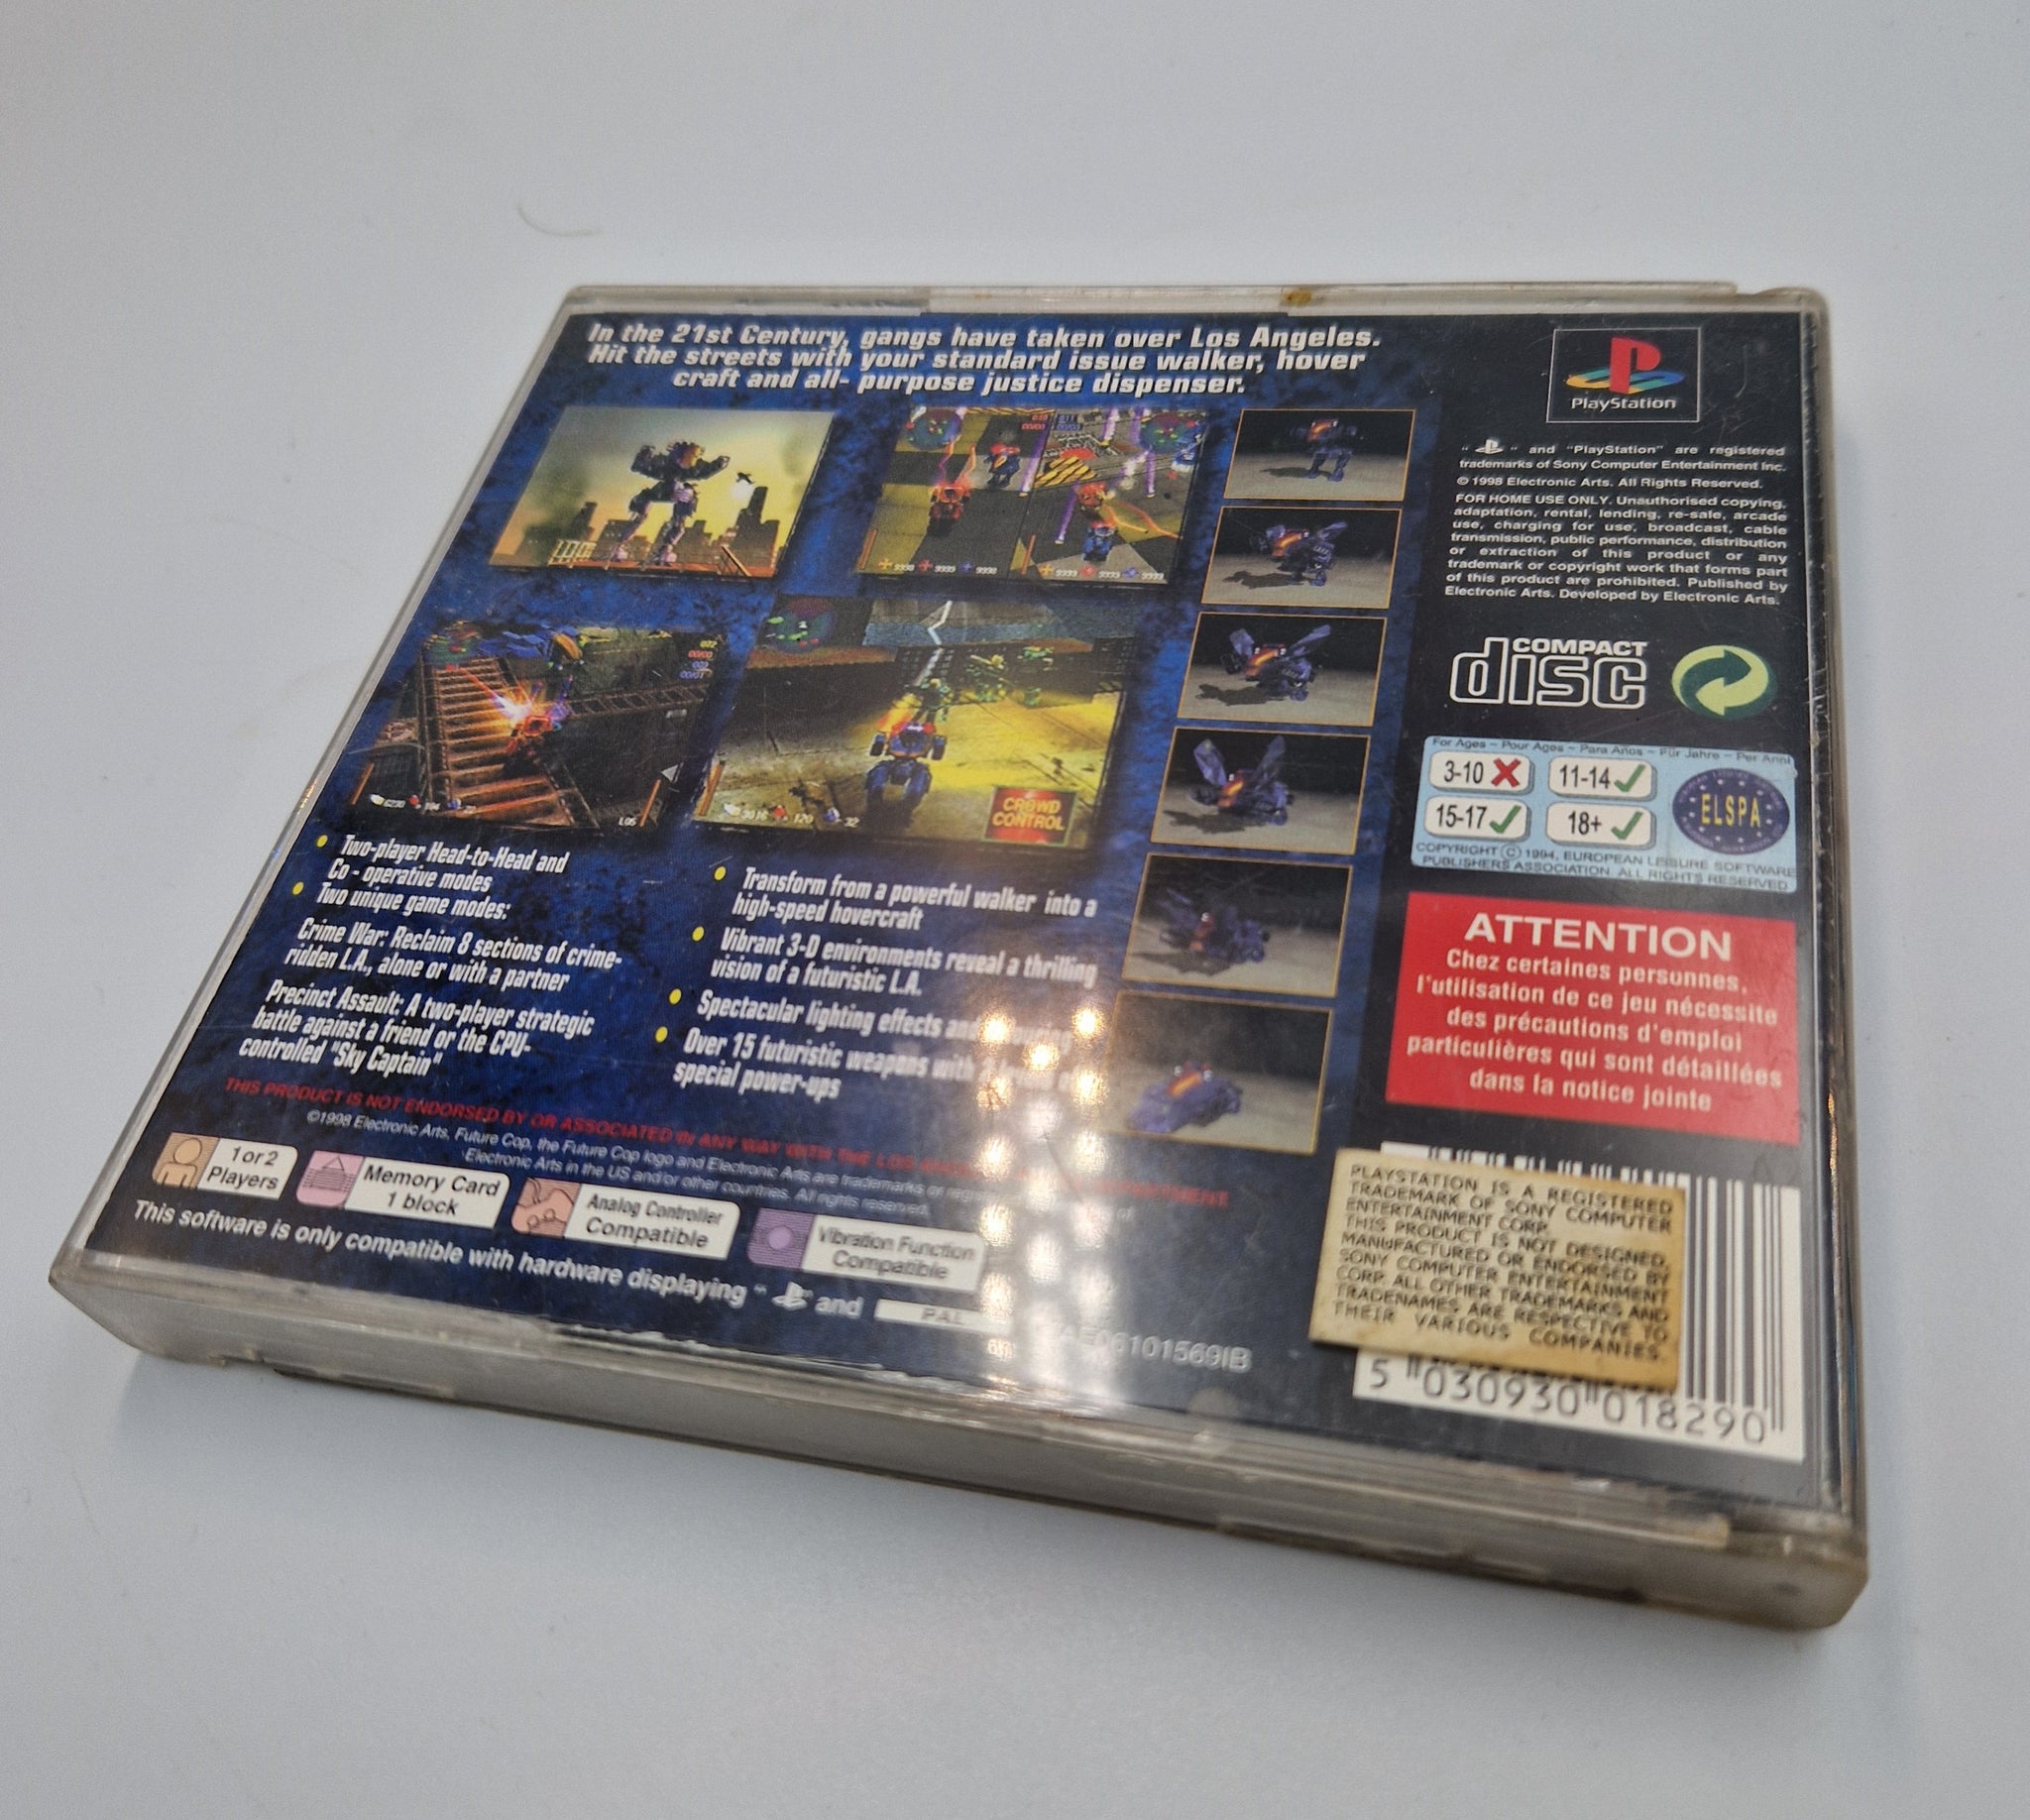 In the 21st Century, gangs have taken over Los Angeles.
Hit the streets with your standard issue walker, hover
craft and all- purpose justice dispenser.
CROWD
CONTROL
Two-player Head-to-Head and
Co - operative modes
Two unique game modes:
Crime War: Reclaim 8 sections of crime-
ridden L.A., alone or with a partner
Precinct Assault: A two-player strategic
battle against a friend or the CPU-
controlled "Sky Captain"
Transform from a powerful walker into a
high-speed hovercraft
Vibrant 3-D environments reveal a thrilling
vision of a futuristic L.A.
Spectacular lighting effects and
Over 15 futuristic weapons with
special power-ups
THIS PRODUCT IS NOT ENDORSED BY OR ASSOCIATED IN ANY WAY WITH THE LOS
©1998 Electronic Arts, Future Cop, the Future Cop logo and Electronic Arts are trademarks or
Electronic Arts in the US and/or other countries. All rights reserved.
1 or 2
Players
Memory Card
1 block
Analog Controller
Compatible
Vibration Function
Compatible
This software is only compatible with hardware displaying " " and PAL
PlayStation
" " and "PlayStation" are registered
trademarks of Sony Computer Entertainment Inc.
© 1998 Electronic Arts. All Rights Reserved.
FOR HOME USE ONLY. Unauthorised copying,
adaptation, rental, lending, re-sale, arcade
use, charging for use, broadcast, cable
transmission, public performance, distribution
or extraction of this product or any
trademark or copyright work that forms part
of this product are prohibited. Published by
Electronic Arts. Developed by Electronic Arts.
COMPACT
disc
For Ages ~ Pour Ages ~ Para Años ~ Für Jahre ~ Per Anni
3-10 11-14
15-17 18+
ELSPA
COPYRIGHT © 1994, EUROPEAN LEISURE SOFTWARE
PUBLISHERS ASSOCIATION. ALL RIGHTS RESERVED
ATTENTION
Chez certaines personnes,
l'utilisation de ce jeu nécessite
des précautions d'emploi
particulières qui sont détaillées
dans la notice jointe
PLAYSTATION IS A REGISTERED
TRADEMARK OF SONY COMPUTER
ENTERTAINMENT CORP.
THIS PRODUCT IS NOT DESIGNED,
MANUFACTURED OR ENDORSED BY
SONY COMPUTER ENTERTAINMENT
CORP. ALL OTHER TRADEMARKS AND
TRADENAMES ARE RESPECTIVE TO
THEIR VARIOUS COMPANIES.
5 030930 018290